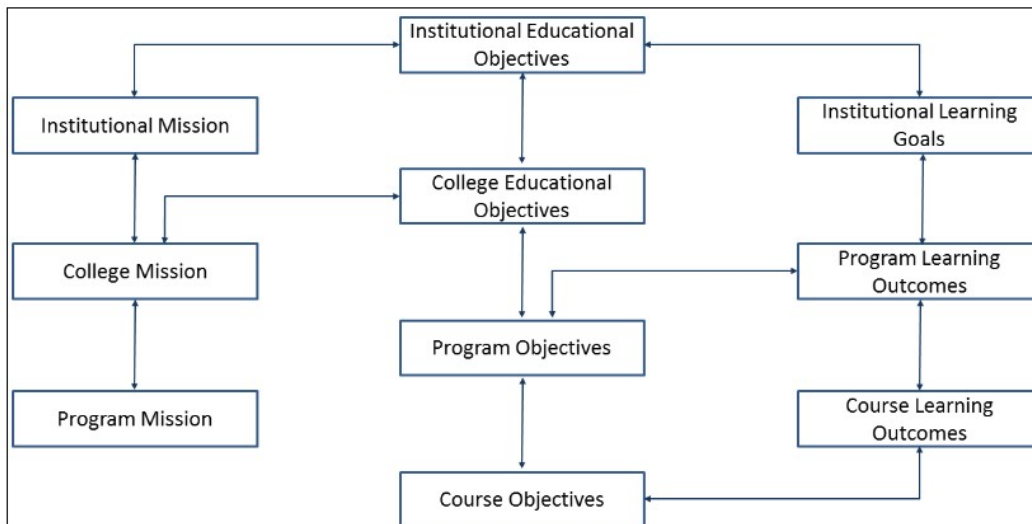 Institutional Educational
Objectives
Institutional Mission
Institutional Learning
Goals
College Educational
Objectives
College Mission
Program Learning
Outcomes
Program Objectives
Program Mission
Course Learning
Outcomes
Course Objectives